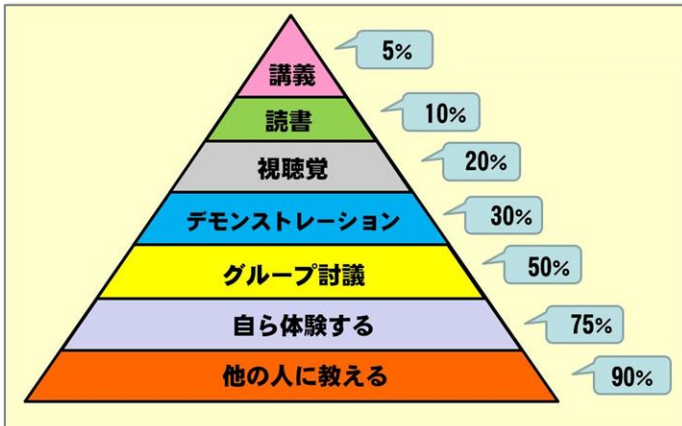 講義
5%
読書
10%
視聴覚
20%
デモンストレーション
30%
グループ討議
50%
自ら体験する
75%
他の人に教える
90%